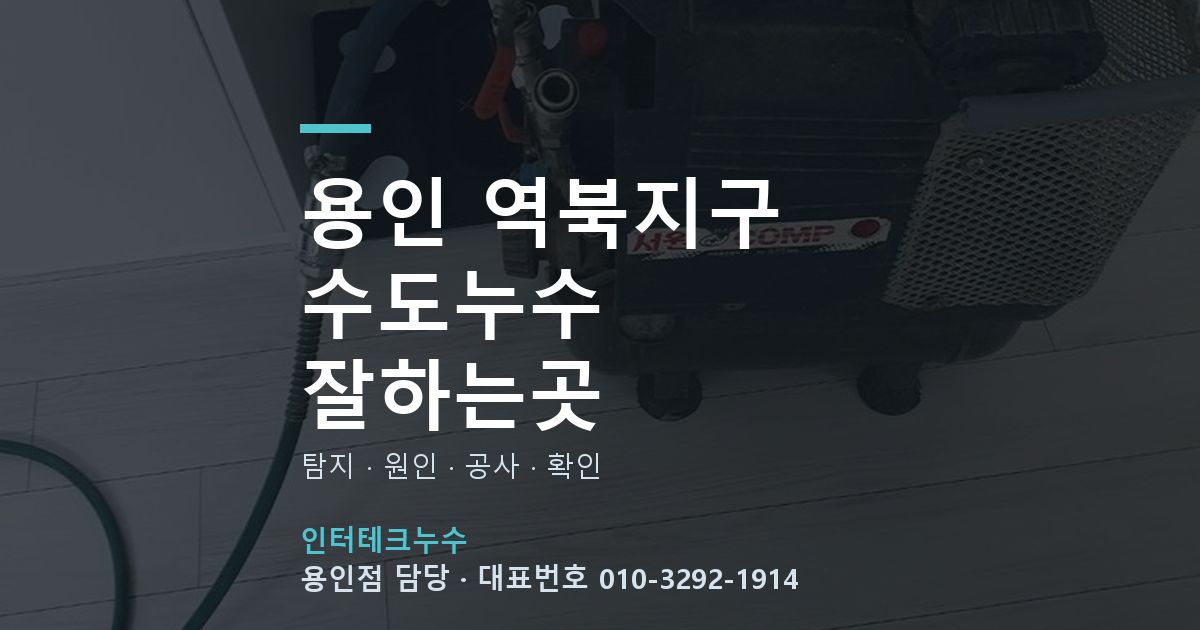 용인 역북지구
수도누수
잘하는곳
탐지 · 원인 · 공사 · 확인
인터테크누수
용인점 담당 · 대표번호 010-3292-1914